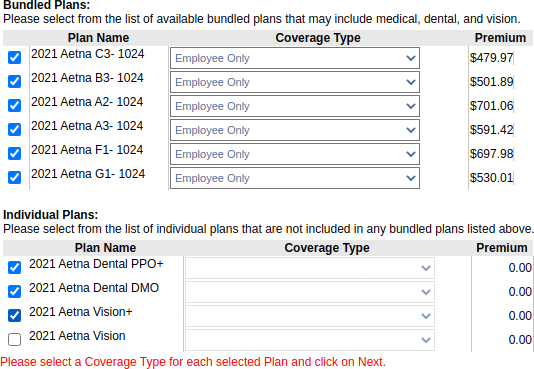 Bundled Plans:
Please select from the list of available bundled plans that may include medical, dental, and vision.
Plan Name Coverage Type Premium
2021 Aetna C3- 1024 Employee Only $479.97
2021 Aetna B3- 1024 Employee Only $501.89
2021 Aetna A2- 1024 Employee Only $701.06
2021 Aetna A3- 1024 Employee Only $591.42
2021 Aetna F1- 1024 Employee Only $697.98
2021 Aetna G1- 1024 Employee Only $530.01
Individual Plans:
Please select from the list of individual plans that are not included in any bundled plans listed above.
Plan Name Coverage Type Premium
2021 Aetna Dental PPO+ 0.00
2021 Aetna Dental DMO 0.00
2021 Aetna Vision+ 0.00
2021 Aetna Vision 0.00
Please select a Coverage Type for each selected Plan and click on Next.